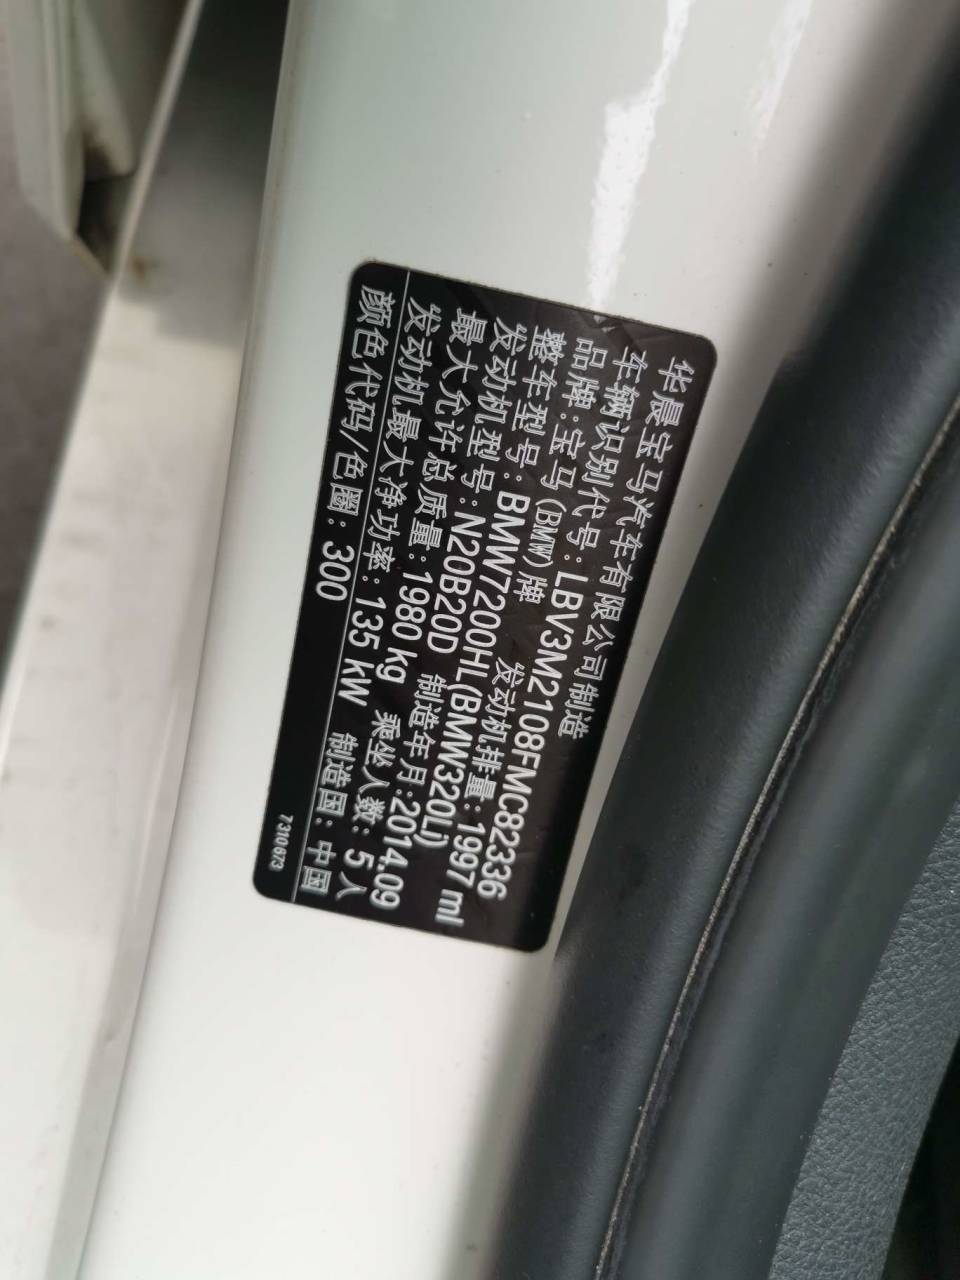 华晨宝马汽车有限公司制造
车辆识别代号：LBV3M2108FMC82336
品牌：宝马(BMW)牌 发动机排量：1997 ml
整车型号：BMW7200HL(BMW320Li)
发动机型号：N20B20D 制造年月：2014.09
最大允许总质量：1980 kg 乘坐人数：5人
发动机最大净功率：135 kW 制造国：中国
颜色代码/色圈：300
7310673